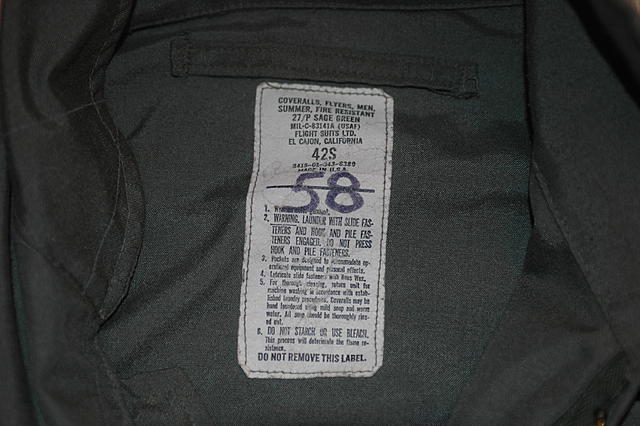 COVERALLS, FLYERS, MEN,
SUMMER, FIRE RESISTANT
27/P SAGE GREEN
MIL-C-83141A (USAF)
FLIGHT SUITS LTD.
EL CAJON, CALIFORNIA
42S
8415-01-043-8389
MADE IN U.S.A.
58
1.
2. WARNING. LAUNDER WITH SLIDE FAS-
TENERS AND HOOK AND PILE FAS-
TENERS ENGAGED. DO NOT PRESS
HOOK AND PILE FASTENERS.
3. Pockets are designed to accommodate op-
erational equipment and personal effects.
4. Lubricate slide fasteners with Wax.
5. For thorough cleaning, return unit for
machine washing in accordance with estab-
lished laundry procedures. Coveralls may be
hand laundered using mild soap and warm
water. All soap should be thoroughly rins-
ed out.
6. DO NOT STARCH OR USE BLEACH.
This process will deteriorate the flame re-
sistance.
DO NOT REMOVE THIS LABEL.